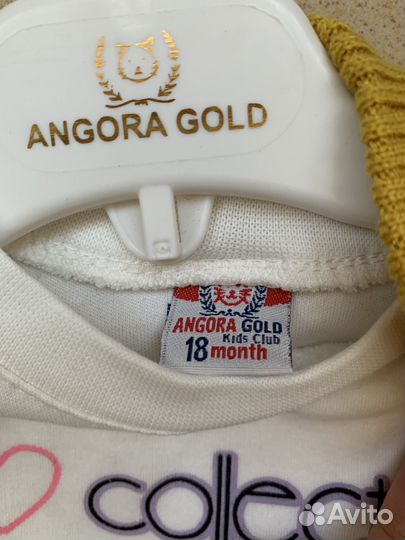 ANGORA GOLD
ANGORA GOLD
Kids Club
18 month
collect
Avito